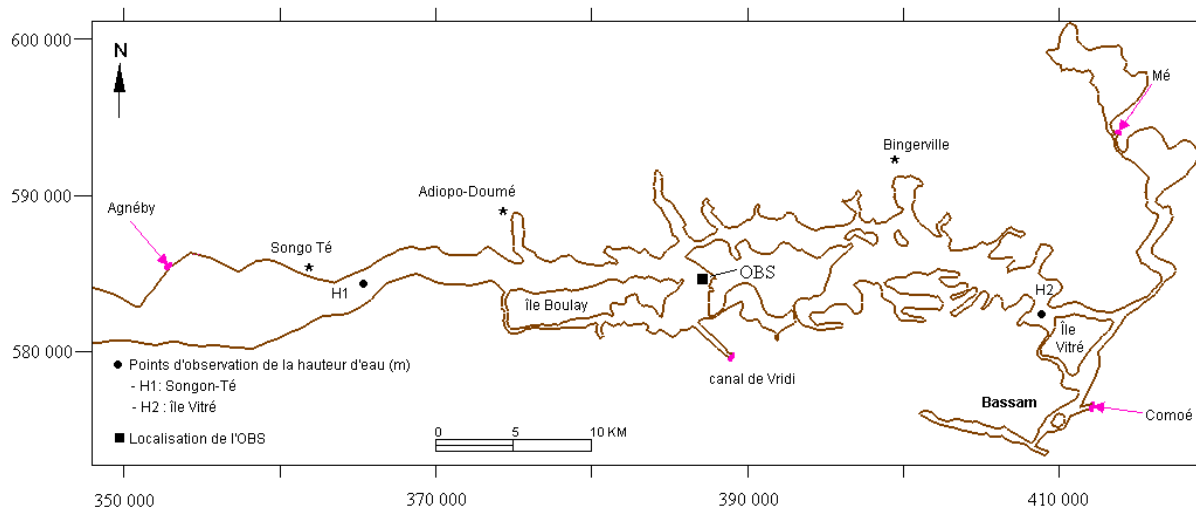 600 000
N
Mé
Bingerville
590 000
Adiopo-Doumé
Agnéby
Songo Té
OBS
H1
île Boulay
H2
Île
Vitré
580 000
Points d'observation de la hauteur d'eau (m)
- H1: Songon-Té
- H2 : île Vitré
Localisation de l'OBS
canal de Vridi
Bassam
Comoé
0 5 10 KM
350 000 370 000 390 000 410 000